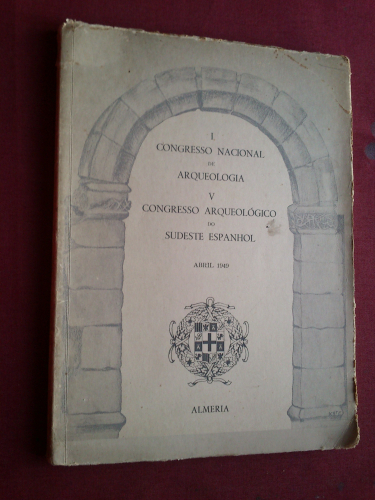 I
CONGRESSO NACIONAL
DE
ARQUEOLOGIA
V
CONGRESSO ARQUEOLÓGICO
DO
SUDESTE ESPANHOL
ABRIL 1949
ALMERIA